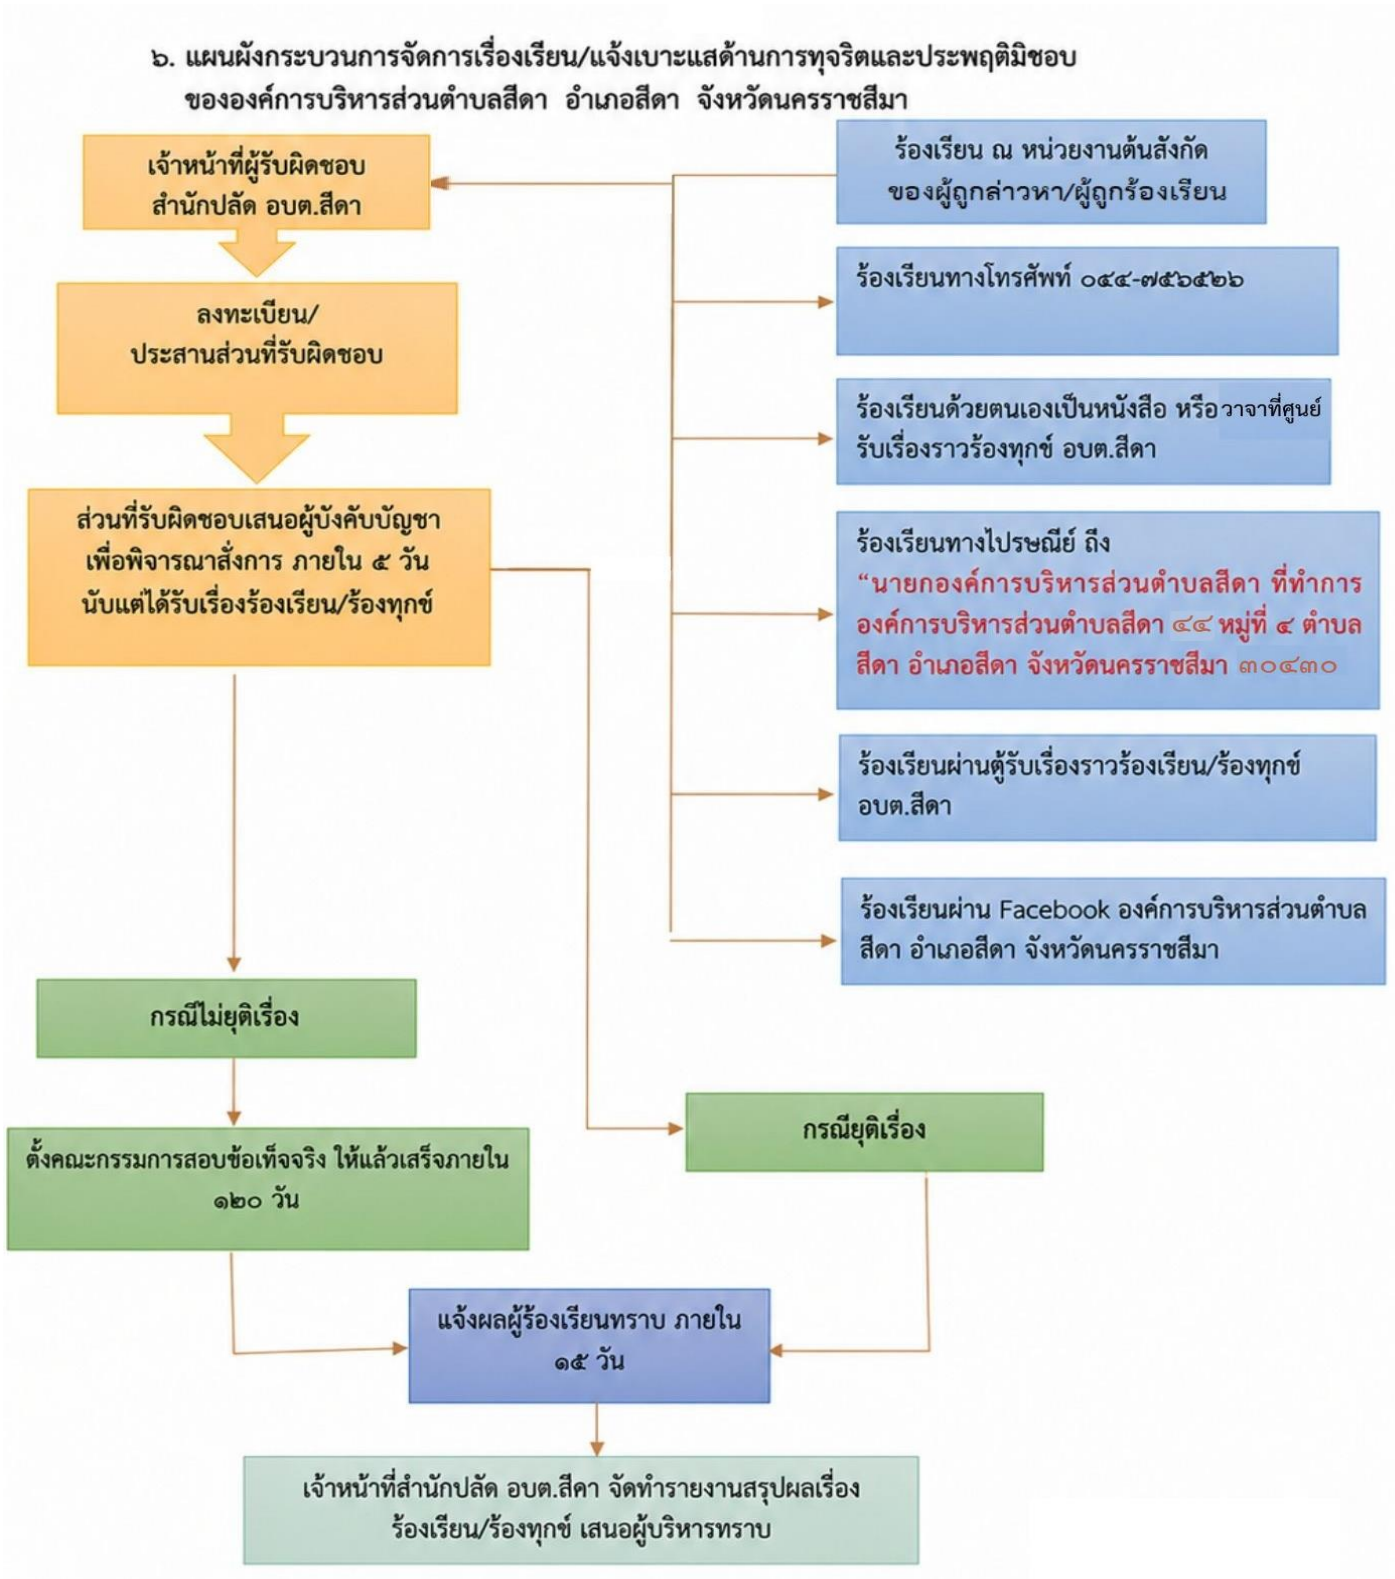 ๖. แผนผังกระบวนการจัดการเรื่องเรียน/แจ้งเบาะแสด้านการทุจริตและประพฤติมิชอบ
ขององค์การบริหารส่วนตำบลสีดา อำเภอสีดา จังหวัดนครราชสีมา
เจ้าหน้าที่ผู้รับผิดชอบ
สำนักปลัด อบต.สีดา
ลงทะเบียน/
ประสานส่วนที่รับผิดชอบ
ส่วนที่รับผิดชอบเสนอผู้บังคับบัญชา
เพื่อพิจารณาสั่งการ ภายใน ๕ วัน
นับแต่ได้รับเรื่องร้องเรียน/ร้องทุกข์
ร้องเรียน ณ หน่วยงานต้นสังกัด
ของผู้ถูกล่าวหา/ผู้ถูกร้องเรียน
ร้องเรียนทางโทรศัพท์ ๐๔๔-๗๕๖๕๒๖
ร้องเรียนด้วยตนเองเป็นหนังสือ หรือวาจาที่ศูนย์
รับเรื่องราวร้องทุกข์ อบต.สีดา
ร้องเรียนทางไปรษณีย์ ถึง
“นายกองค์การบริหารส่วนตำบลสีดา ที่ทำการ
องค์การบริหารส่วนตำบลสีดา ๔๔ หมู่ที่ ๔ ตำบล
สีดา อำเภอสีดา จังหวัดนครราชสีมา ๓๐๔๓๐
ร้องเรียนผ่านตู้รับเรื่องราวร้องเรียน/ร้องทุกข์
อบต.สีดา
ร้องเรียนผ่าน Facebook องค์การบริหารส่วนตำบล
สีดา อำเภอสีดา จังหวัดนครราชสีมา
กรณีไม่ยุติเรื่อง
ตั้งคณะกรรมการสอบข้อเท็จจริง ให้แล้วเสร็จภายใน
๑๒๐ วัน
กรณียุติเรื่อง
แจ้งผลผู้ร้องเรียนทราบ ภายใน
๑๕ วัน
เจ้าหน้าที่สำนักปลัด อบต.สีคา จัดทำรายงานสรุปผลเรื่อง
ร้องเรียน/ร้องทุกข์ เสนอผู้บริหารทราบ